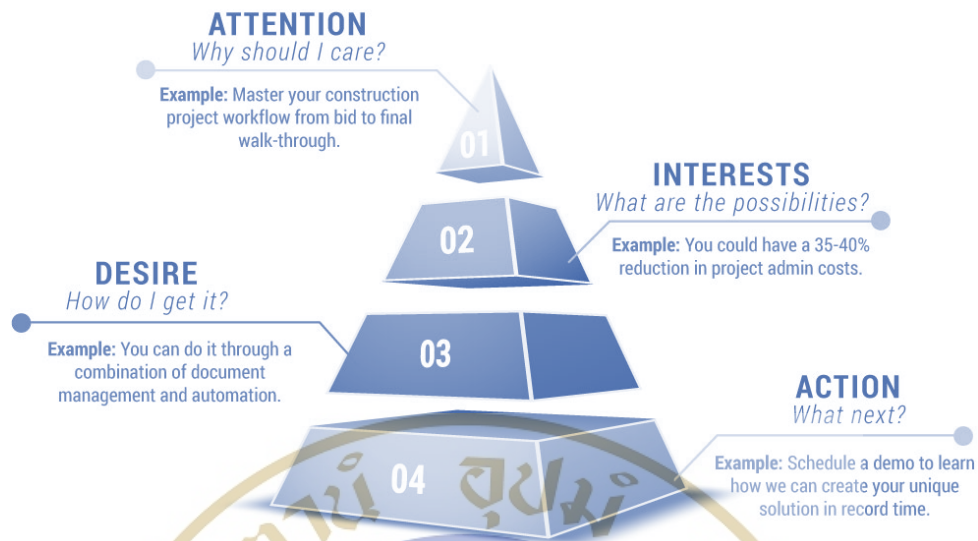 ATTENTION
Why should I care?
Example: Master your construction
project workflow from bid to final
walk-through.
01
INTERESTS
What are the possibilities?
Example: You could have a 35-40%
reduction in project admin costs.
02
DESIRE
How do I get it?
Example: You can do it through a
combination of document
management and automation.
03
ACTION
What next?
Example: Schedule a demo to learn
how we can create your unique
solution in record time.
04